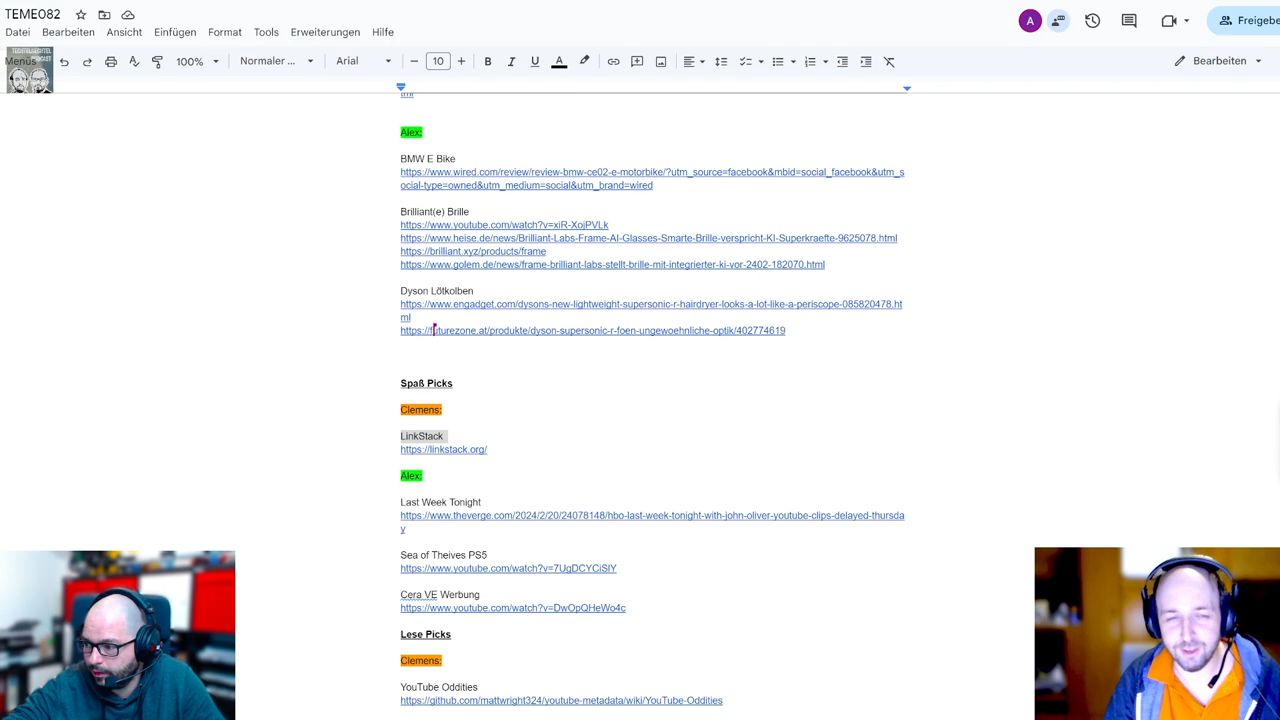 TEME082
A
Freigebe
Datei Bearbeiten Ansicht Einfügen Format Tools Erweiterungen Hilfe
Menüs
100% Normaler ... Arial 10 B I U A Bearbeiten
tml
Alex:
BMW E Bike
https://www.wired.com/review/review-bmw-ce02-e-motorbike/?utm_source=facebook&mbid=social_facebook&utm_s
ocial-type=owned&utm_medium=social&utm_brand=wired
Brilliant(e) Brille
https://www.youtube.com/watch?v=xiR-XojPVLk
https://www.heise.de/news/Brilliant-Labs-Frame-AI-Glasses-Smarte-Brille-verspricht-KI-Superkraefte-9625078.html
https://brilliant.xyz/products/frame
https://www.golem.de/news/frame-brilliant-labs-stellt-brille-mit-integrierter-ki-vor-2402-182070.html
Dyson Lötkolben
https://www.engadget.com/dysons-new-lightweight-supersonic-r-hairdryer-looks-a-lot-like-a-periscope-085820478.ht
ml
https://futurezone.at/produkte/dyson-supersonic-r-foen-ungewoehnliche-optik/402774619
Spaß Picks
Clemens:
LinkStack
https://linkstack.org/
Alex:
Last Week Tonight
https://www.theverge.com/2024/2/20/24078148/hbo-last-week-tonight-with-john-oliver-youtube-clips-delayed-thursda
y
Sea of Theives PS5
https://www.youtube.com/watch?v=7UgDCYCiSIY
Cera VE Werbung
https://www.youtube.com/watch?v=DwOpQHeWo4c
Lese Picks
Clemens:
YouTube Oddities
https://github.com/mattwright324/youtube-metadata/wiki/YouTube-Oddities